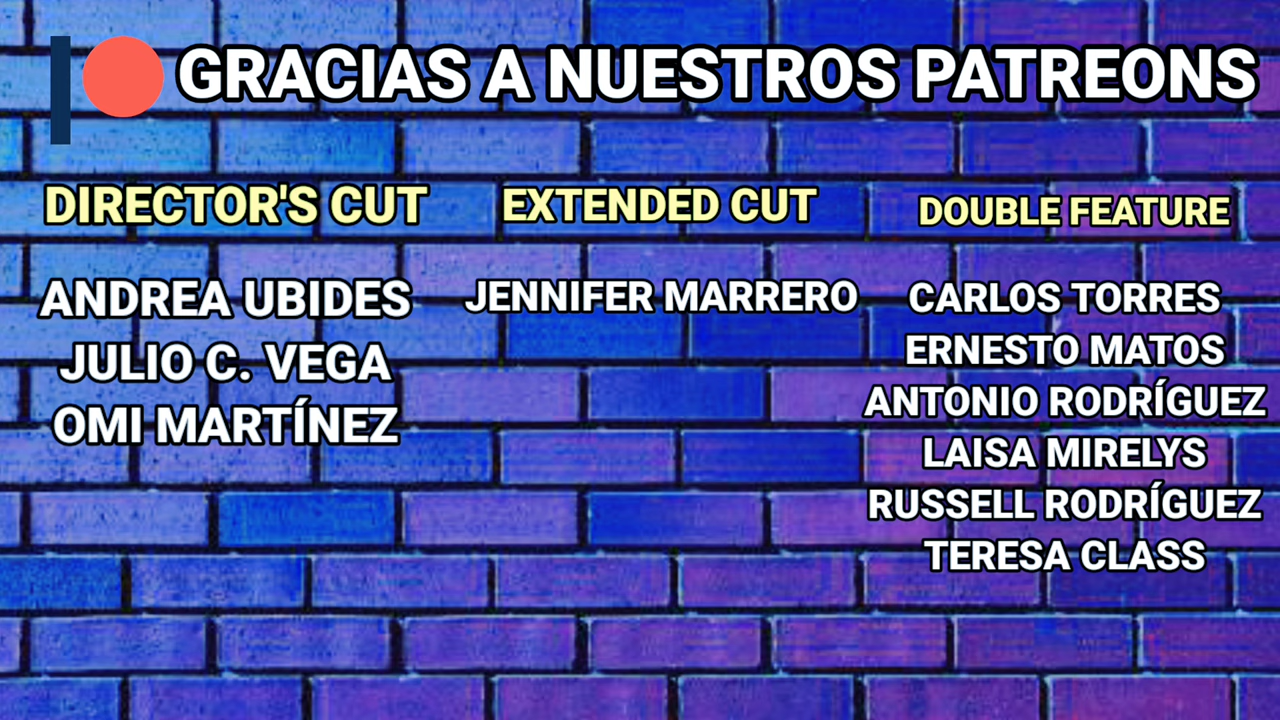 GRACIAS A NUESTROS PATREONS
DIRECTOR'S CUT
ANDREA UBIDES
JULIO C. VEGA
OMI MARTÍNEZ
EXTENDED CUT
JENNIFER MARRERO
DOUBLE FEATURE
CARLOS TORRES
ERNESTO MATOS
ANTONIO RODRÍGUEZ
LAISA MIRELYS
RUSSELL RODRÍGUEZ
TERESA CLASS